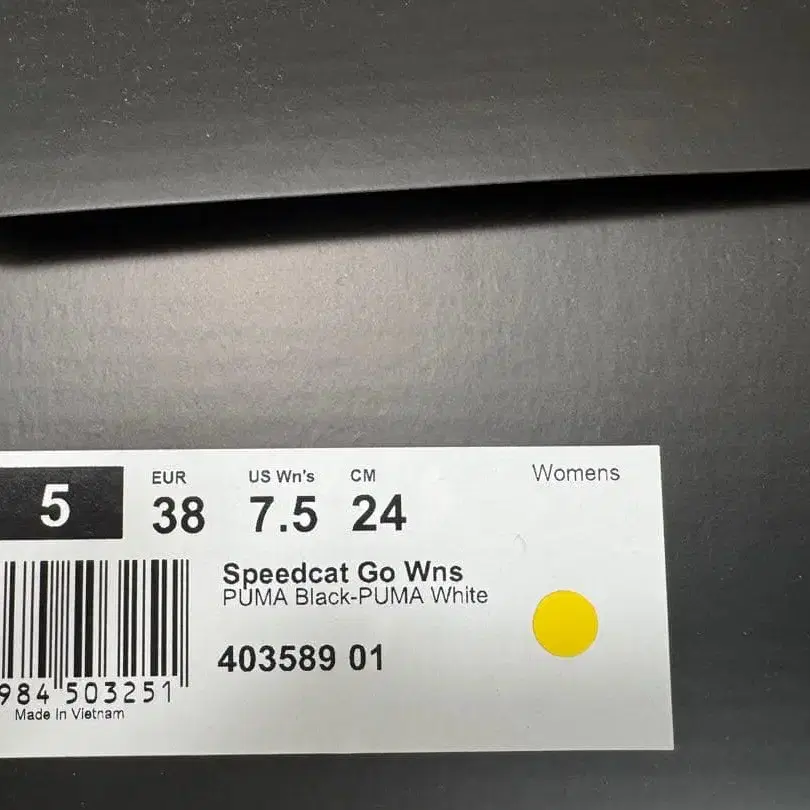 5
EUR US Wn's CM Womens
38 7.5 24
Speedcat Go Wns
PUMA Black-PUMA White
403589 01
984 503251
Made In Vietnam